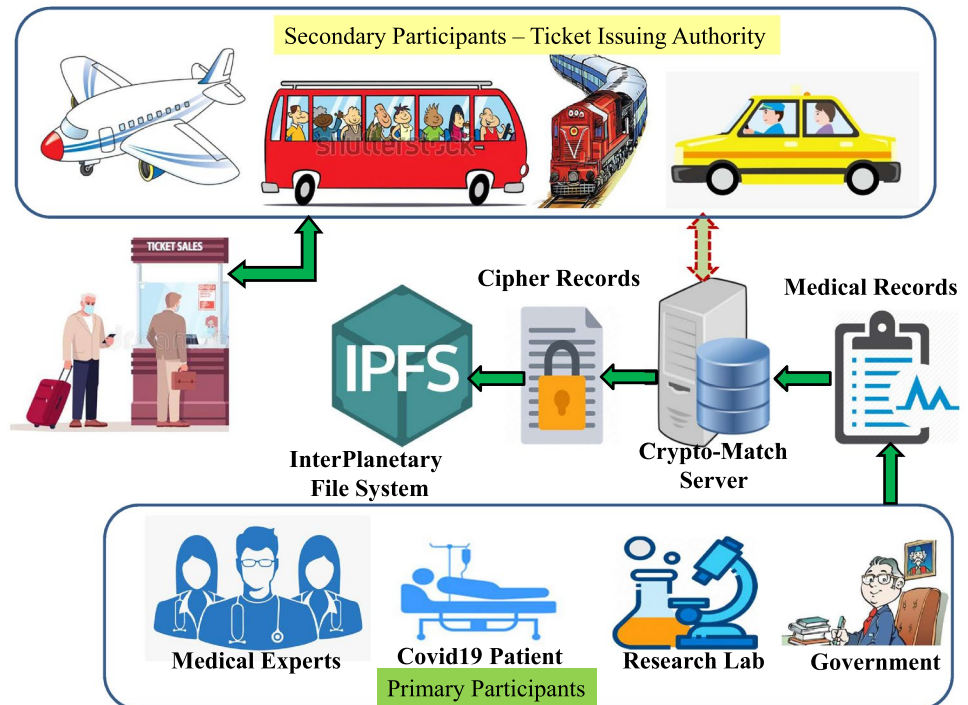 Secondary Participants – Ticket Issuing Authority
shutterstock
TICKET SALES
Cipher Records
Medical Records
IPFS
InterPlanetary
File System
Crypto-Match
Server
Medical Experts
Covid19 Patient
Research Lab
Government
Primary Participants